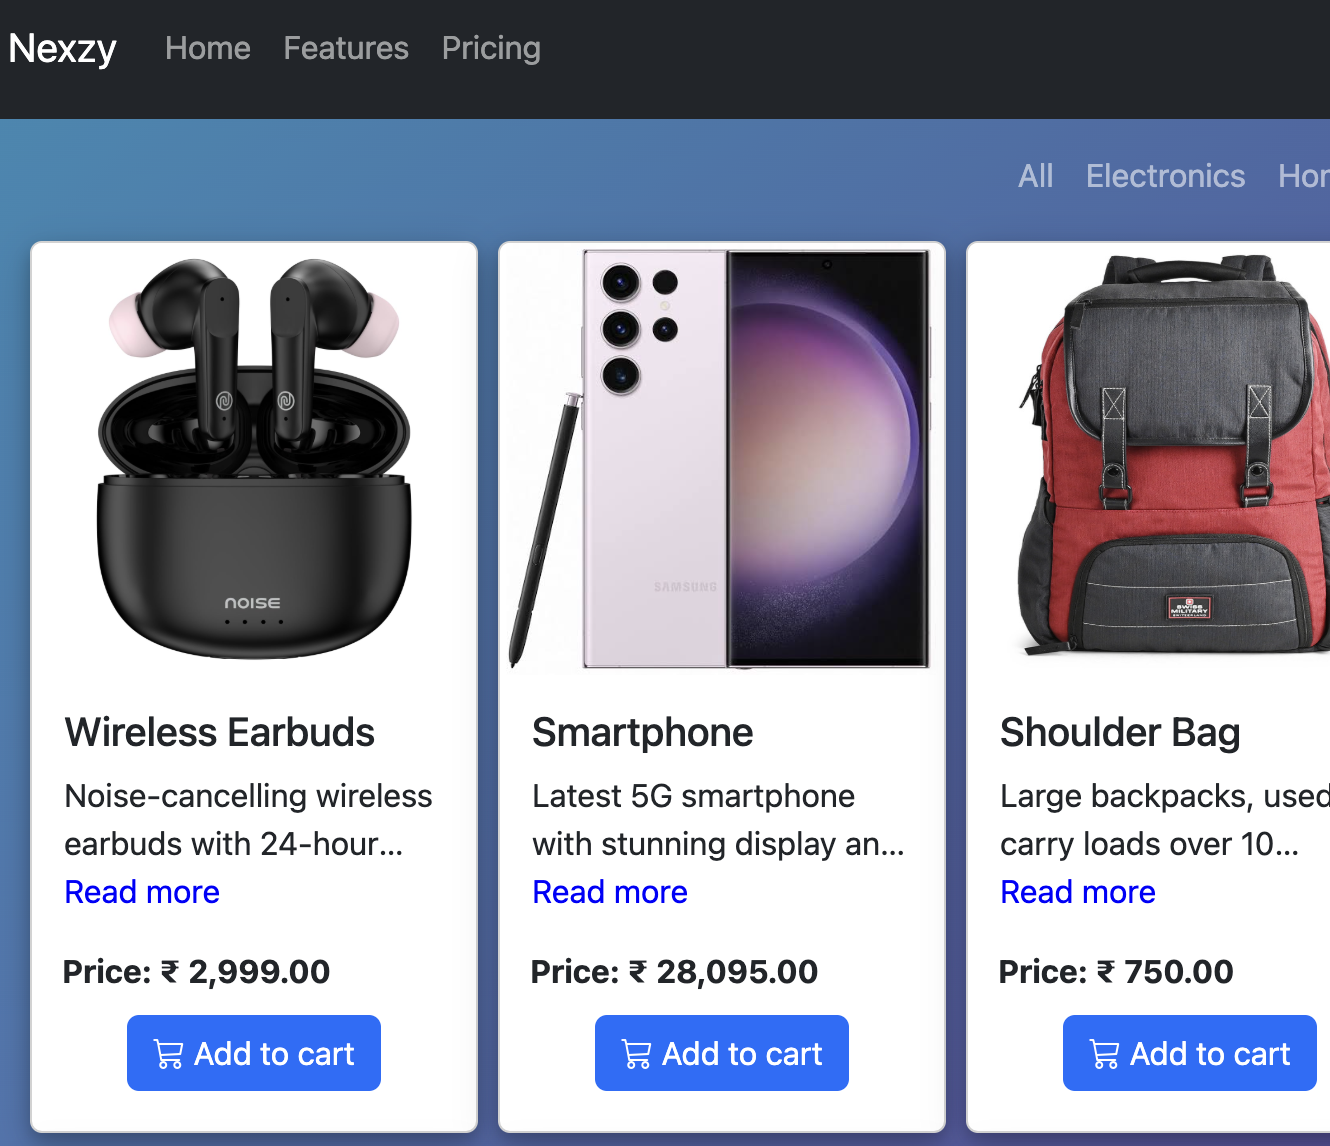 Nexzy Home Features Pricing
All Electronics
NOISE
SAMSUNG
SWISS
MILITARY
Wireless Earbuds
Noise-cancelling wireless
earbuds with 24-hour...
Read more
Price: ₹ 2,999.00
Add to cart
Smartphone
Latest 5G smartphone
with stunning display an...
Read more
Price: ₹ 28,095.00
Add to cart
Shoulder Bag
Large backpacks, used
carry loads over 10...
Read more
Price: ₹ 750.00
Add to cart